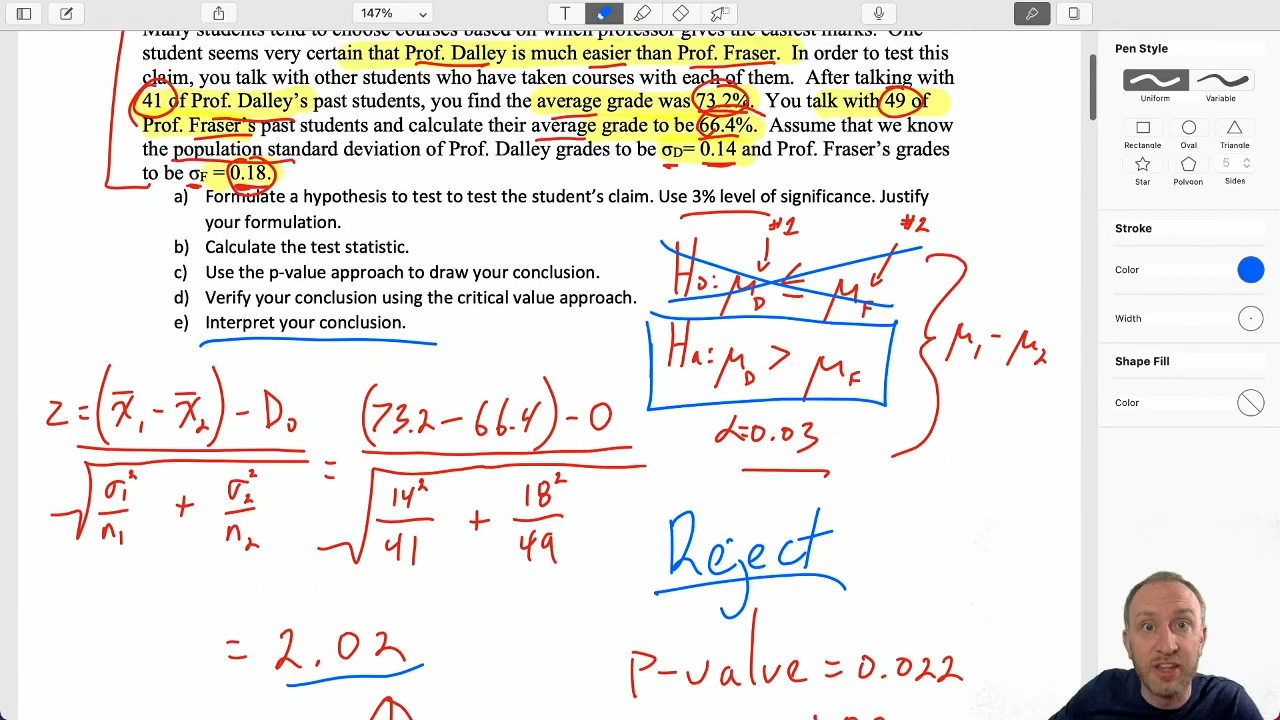 147%
T
Many students tend to choose courses based on which professor gives the easiest marks. One
student seems very certain that Prof. Dalley is much easier than Prof. Fraser. In order to test this
claim, you talk with other students who have taken courses with each of them. After talking with
41 of Prof. Dalley's past students, you find the average grade was 73.2%. You talk with 49 of
Prof. Fraser's past students and calculate their average grade to be 66.4%. Assume that we know
the population standard deviation of Prof. Dalley grades to be σD= 0.14 and Prof. Fraser's grades
to be σF = 0.18.
a) Formulate a hypothesis to test to test the student's claim. Use 3% level of significance. Justify
your formulation.
b) Calculate the test statistic.
c) Use the p-value approach to draw your conclusion.
d) Verify your conclusion using the critical value approach.
e) Interpret your conclusion.
#1 #2
H0: μD ≤ μF
Ha: μD > μF
μ1 - μ2
α=0.03
z = (x̄1 - x̄2) - D0 / √(σ1²/n1 + σ2²/n2) = (73.2 - 66.4) - 0 / √(14²/41 + 18²/49)
Reject
= 2.02
P-value = 0.022
Pen Style
Uniform Variable
Rectangle Oval Triangle
Star Polygon 5 Sides
Stroke
Color
Width
Shape Fill
Color